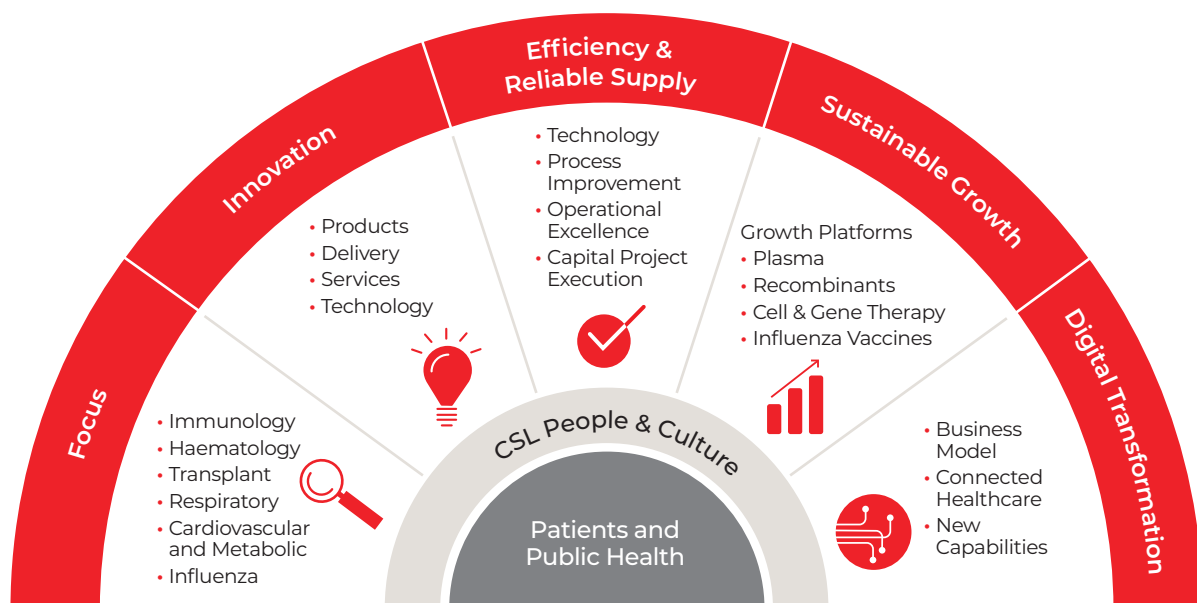 Focus
• Immunology
• Haematology
• Transplant
• Respiratory
• Cardiovascular
and Metabolic
• Influenza
Innovation
• Products
• Delivery
• Services
• Technology
Efficiency &
Reliable Supply
• Technology
• Process
Improvement
• Operational
Excellence
• Capital Project
Execution
Sustainable Growth
Growth Platforms
• Plasma
• Recombinants
• Cell & Gene Therapy
• Influenza Vaccines
Digital Transformation
• Business
Model
• Connected
Healthcare
• New
Capabilities
CSL People & Culture
Patients and
Public Health